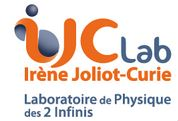 iJCLab
Irène Joliot-Curie
Laboratoire de Physique
des 2 Infinis